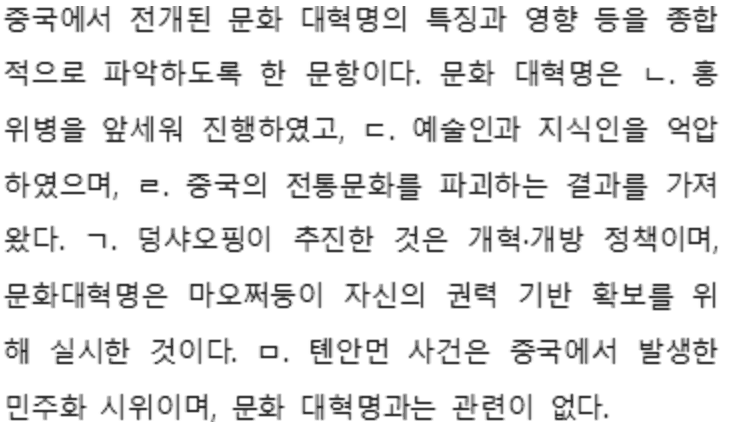 중국에서 전개된 문화 대혁명의 특징과 영향 등을 종합
적으로 파악하도록 한 문항이다. 문화 대혁명은 ㄴ. 홍
위병을 앞세워 진행하였고, ㄷ. 예술인과 지식인을 억압
하였으며, ㄹ. 중국의 전통문화를 파괴하는 결과를 가져
왔다. ㄱ. 덩샤오핑이 추진한 것은 개혁·개방 정책이며,
문화대혁명은 마오쩌둥이 자신의 권력 기반 확보를 위
해 실시한 것이다. ㅁ. 톈안먼 사건은 중국에서 발생한
민주화 시위이며, 문화 대혁명과는 관련이 없다.